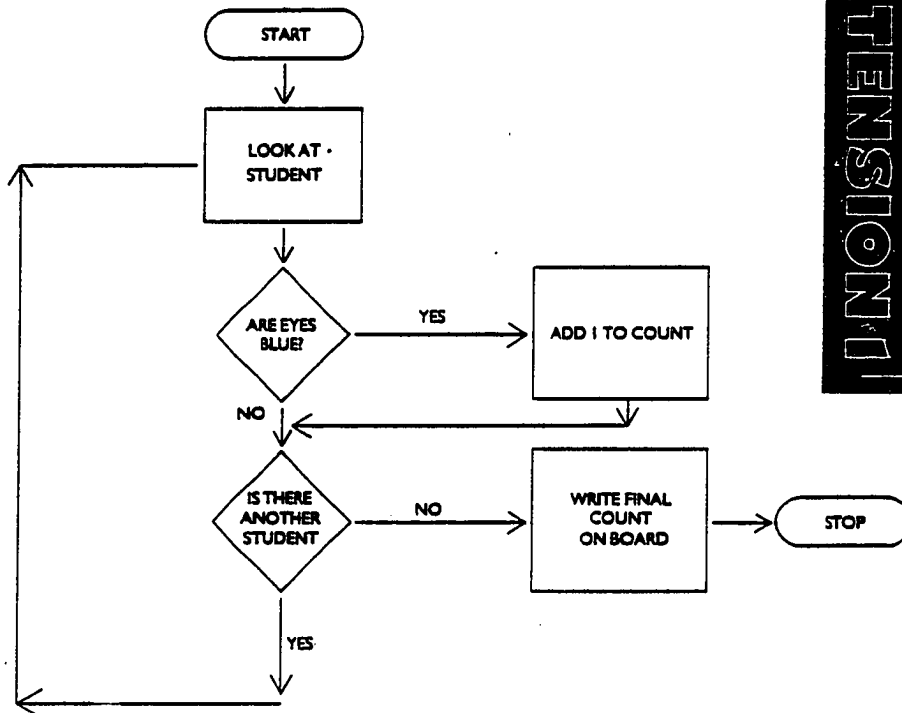 START
LOOK AT
STUDENT
ARE EYES
BLUE?
YES
ADD 1 TO COUNT
NO
IS THERE
ANOTHER
STUDENT
NO
WRITE FINAL
COUNT
ON BOARD
STOP
YES
TENSION 1